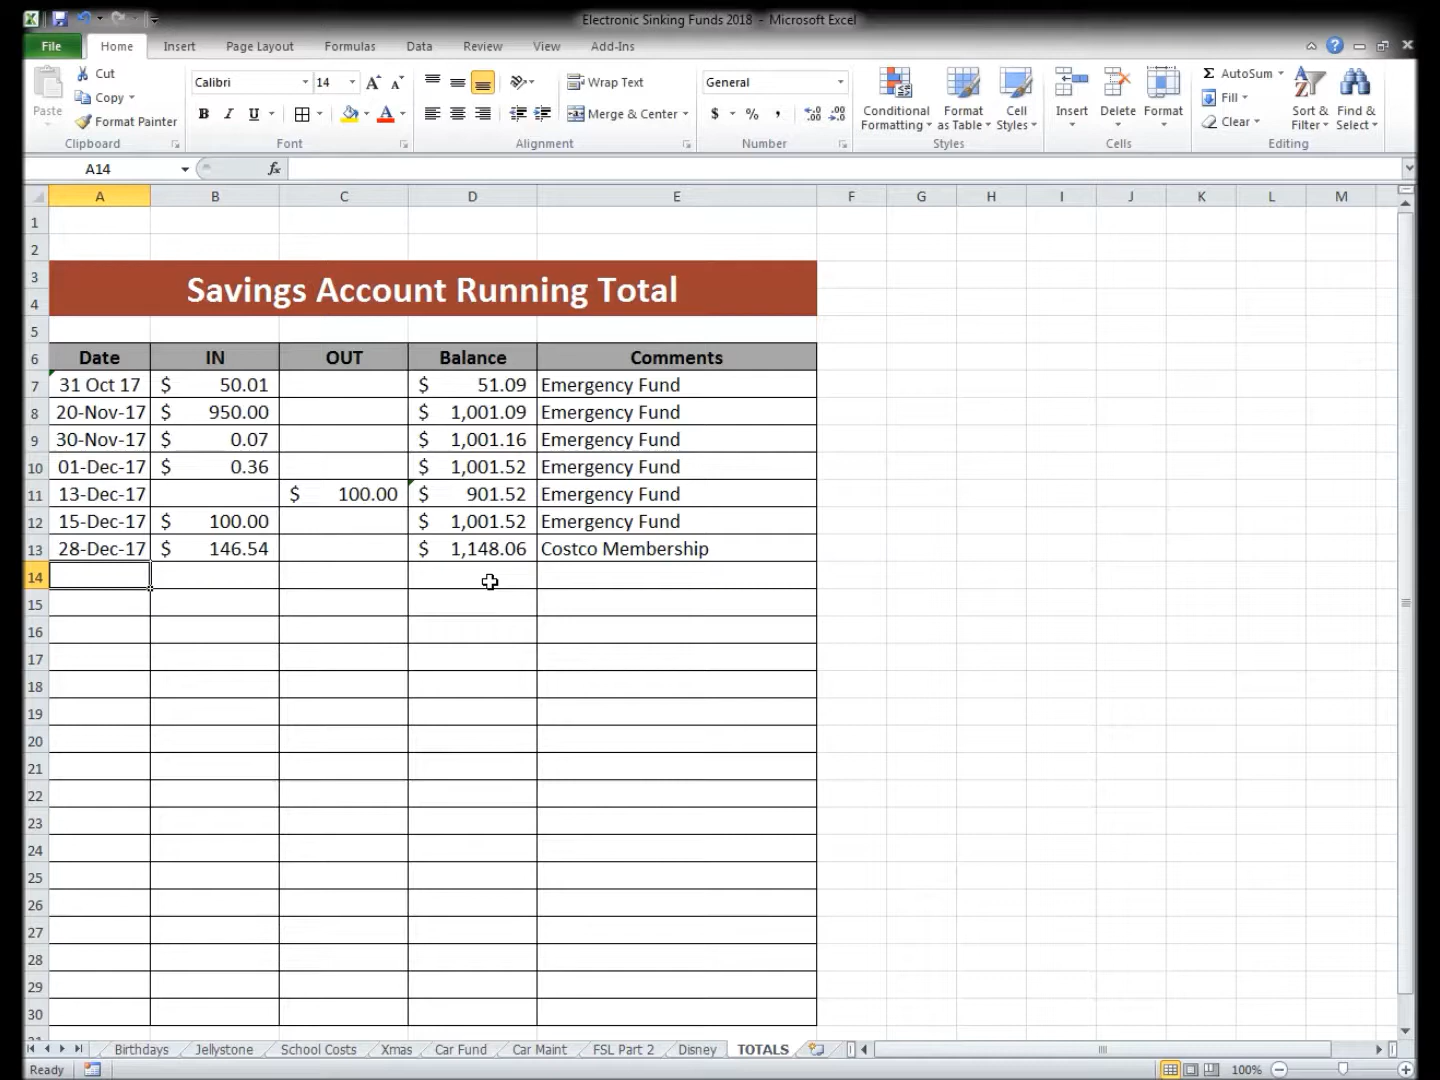 Electronic Sinking Funds 2018 - Microsoft Excel
File Home Insert Page Layout Formulas Data Review View Add-Ins
Paste
Cut
Copy
Format Painter
Clipboard
Calibri 14
B I U
Font
Wrap Text
Merge & Center
Alignment
General
$ % ,
Number
Conditional Formatting
Format as Table
Cell Styles
Styles
Insert Delete Format
Cells
Σ AutoSum
Fill
Clear
Sort & Filter
Find & Select
Editing
A14 fx
A B C D E F G H I J K L M
1
2
3
Savings Account Running Total
4
5
6 Date IN OUT Balance Comments
7 31 Oct 17 $ 50.01 $ 51.09 Emergency Fund
8 20-Nov-17 $ 950.00 $ 1,001.09 Emergency Fund
9 30-Nov-17 $ 0.07 $ 1,001.16 Emergency Fund
10 01-Dec-17 $ 0.36 $ 1,001.52 Emergency Fund
11 13-Dec-17 $ 100.00 $ 901.52 Emergency Fund
12 15-Dec-17 $ 100.00 $ 1,001.52 Emergency Fund
13 28-Dec-17 $ 146.54 $ 1,148.06 Costco Membership
14
15
16
17
18
19
20
21
22
23
24
25
26
27
28
29
30
Birthdays Jellystone School Costs Xmas Car Fund Car Maint FSL Part 2 Disney TOTALS
Ready 100%